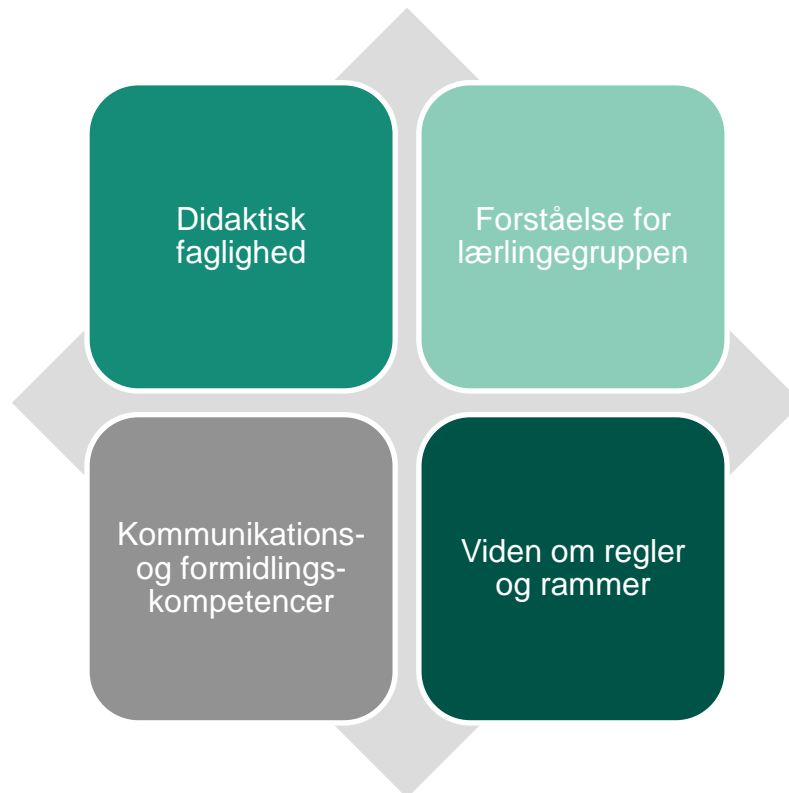 Didaktisk
faglighed
Forståelse for
lærlingegruppen
Kommunikations-
og formidlings-
kompetencer
Viden om regler
og rammer